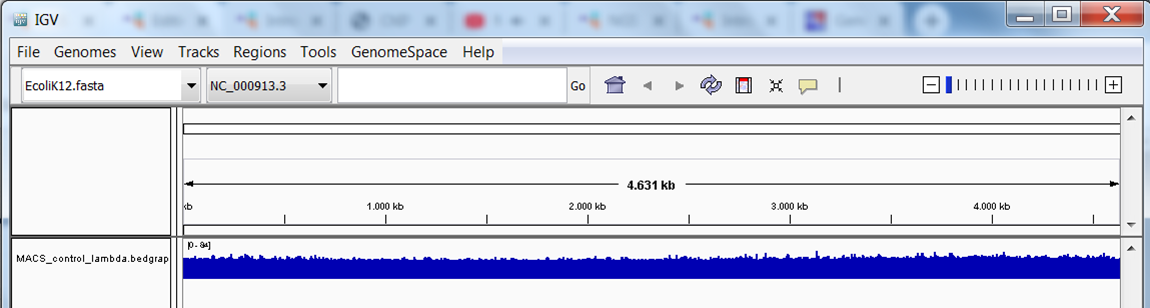 IGV
File Genomes View Tracks Regions Tools GenomeSpace Help
EcoliK12.fasta NC_000913.3 Go
4.631 kb
kb 1.000 kb 2.000 kb 3.000 kb 4.000 kb
[0 - 84]
MACS_control_lambda.bedgrap